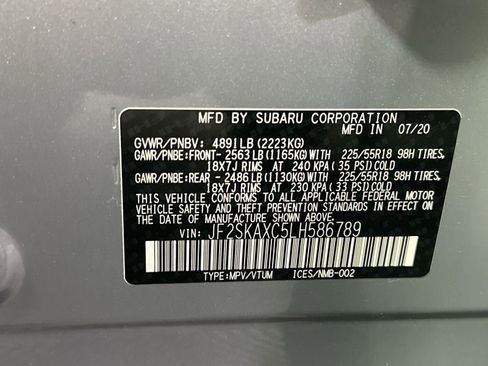 MFD BY SUBARU CORPORATION
MFD IN 07/20
GVWR/PNBV: 4891LB (2223KG)
GAWR/PNBE:FRONT- 2563LB(1165KG)WITH 225/55R18 98H TIRES,
18X7J RIMS AT 240 KPA( 35 PSI)COLD
GAWR/PNBE:REAR -2486LB(1130KG)WITH 225/55R18 98H TIRES,
18X7J RIMS AT 230 KPA ( 33 PSI)COLD
THIS VEHICLE CONFORMS TO ALL APPLICABLE FEDERAL MOTOR
VEHICLE SAFETY AND THEFT PREVENTION STANDARDS IN EFFECT
ON THE DATE OF MANUFACTURE SHOWN ABOVE.
VIN: JF2SKAXC5LH586789
TYPE:MPV/VTUM ICES/NMB-002